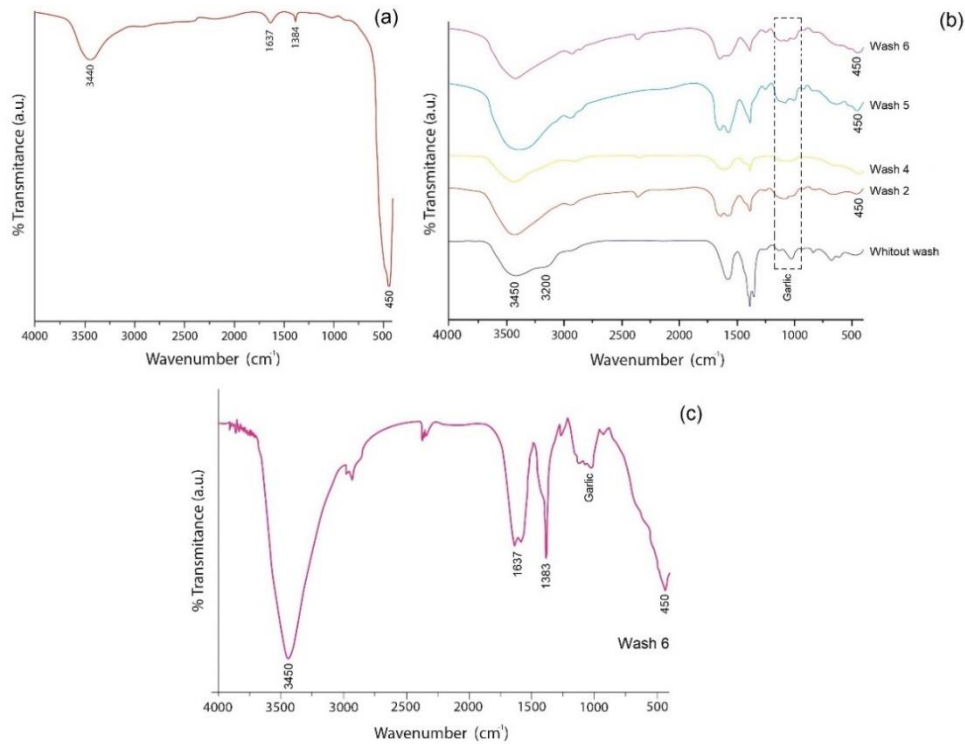 (a)
% Transmitance (a.u.)
3440
1637
1384
450
4000 3500 3000 2500 2000 1500 1000 500
Wavenumber (cm⁻¹)
(b)
% Transmitance (a.u.)
Wash 6
450
Wash 5
450
Wash 4
Wash 2
450
Whitout wash
3450
3200
Garlic
4000 3500 3000 2500 2000 1500 1000 500
Wavenumber (cm⁻¹)
(c)
% Transmitance (a.u.)
3450
1637
1383
Garlic
450
Wash 6
4000 3500 3000 2500 2000 1500 1000 500
Wavenumber (cm⁻¹)